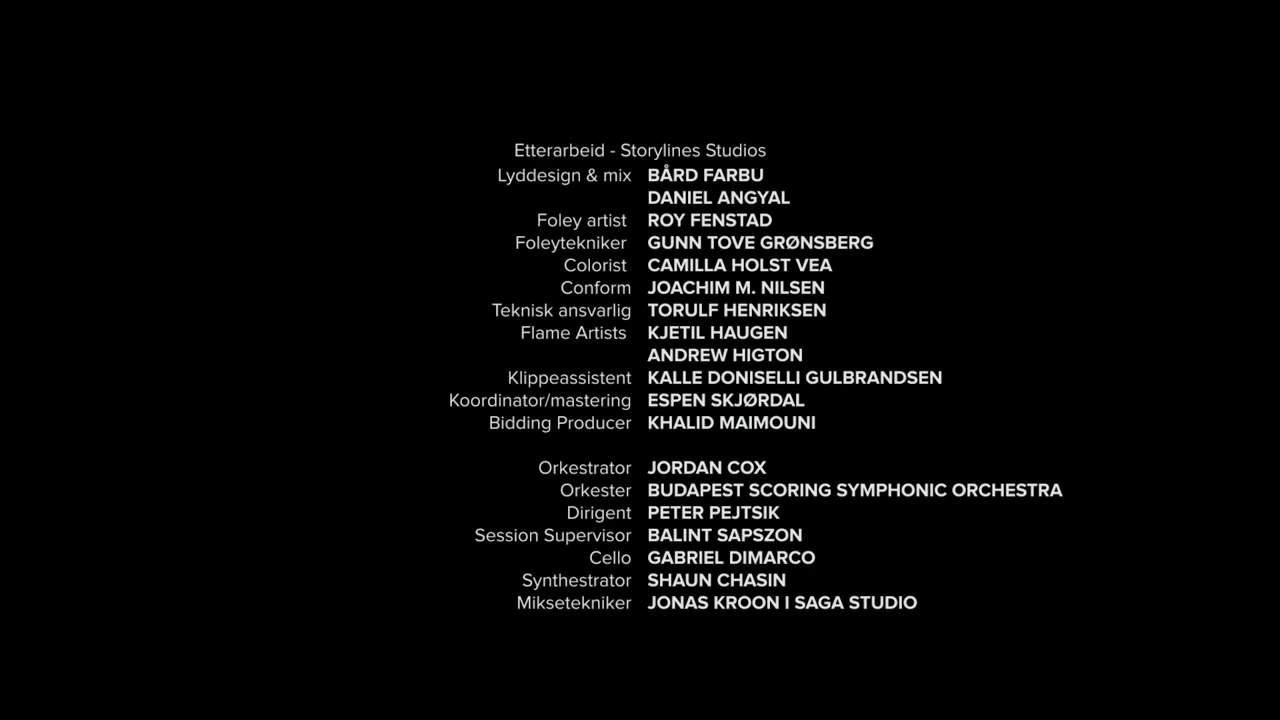 Etterarbeid - Storylines Studios
Lyddesign & mix BÅRD FARBU
DANIEL ANGYAL
Foley artist ROY FENSTAD
Foleytekniker GUNN TOVE GRØNSBERG
Colorist CAMILLA HOLST VEA
Conform JOACHIM M. NILSEN
Teknisk ansvarlig TORULF HENRIKSEN
Flame Artists KJETIL HAUGEN
ANDREW HIGTON
Klippeassistent KALLE DONISELLI GULBRANDSEN
Koordinator/mastering ESPEN SKJØRDAL
Bidding Producer KHALID MAIMOUNI
Orkestrator JORDAN COX
Orkester BUDAPEST SCORING SYMPHONIC ORCHESTRA
Dirigent PETER PEJTSIK
Session Supervisor BALINT SAPSZON
Cello GABRIEL DIMARCO
Synthestrator SHAUN CHASIN
Miksetekniker JONAS KROON I SAGA STUDIO